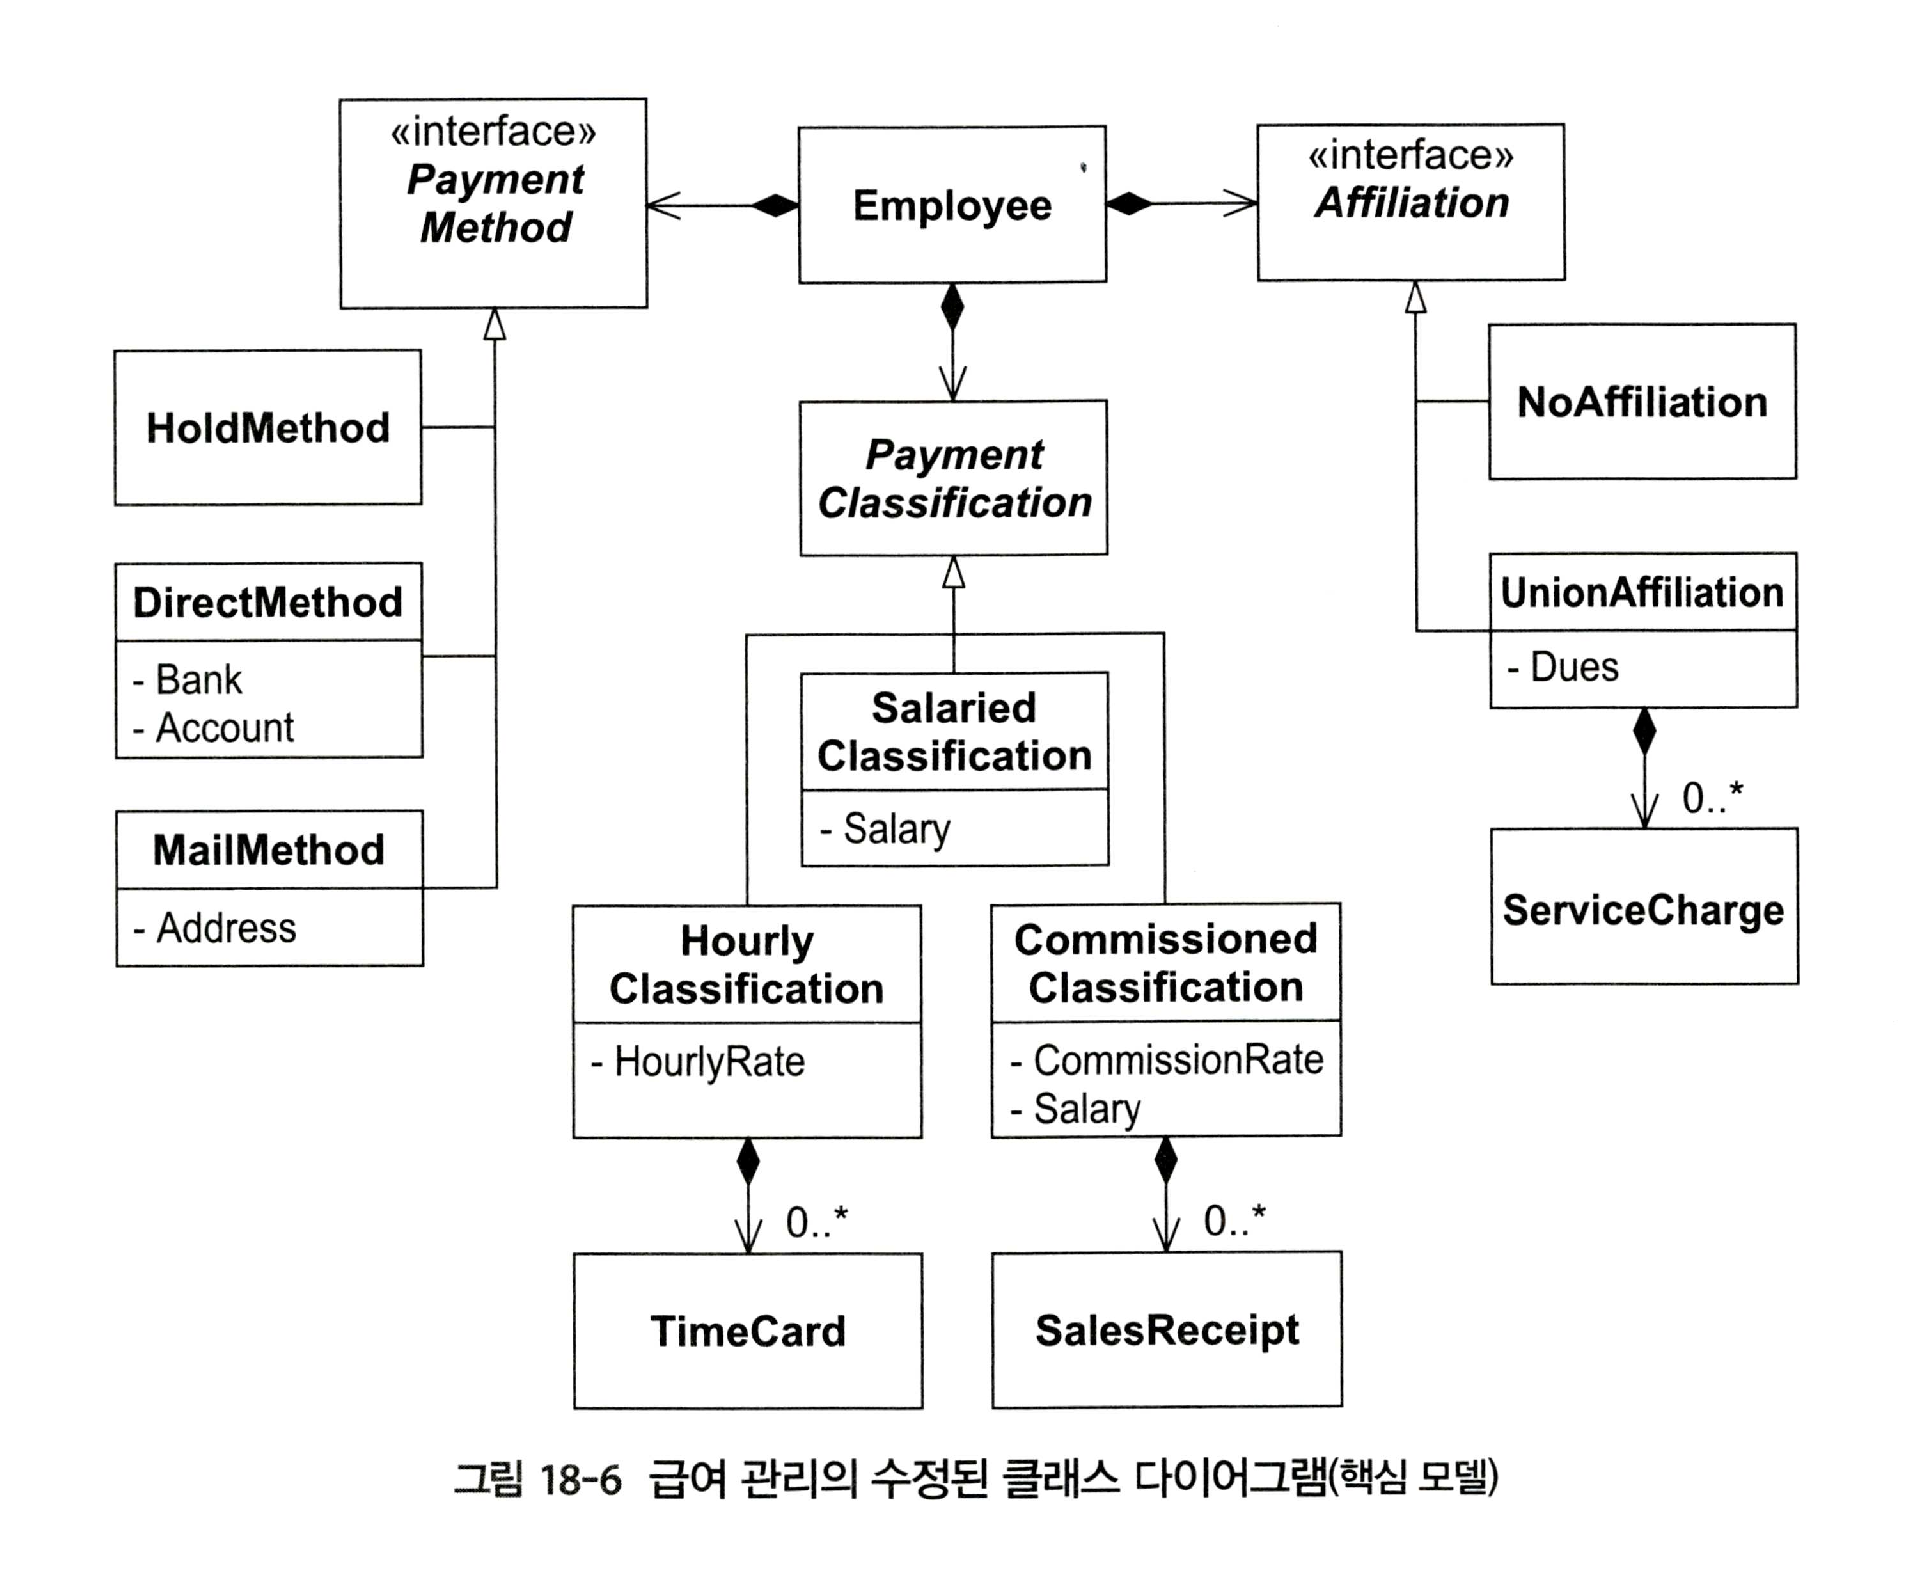 «interface»
Payment
Method
Employee
«interface»
Affiliation
HoldMethod
Payment
Classification
NoAffiliation
DirectMethod
- Bank
- Account
UnionAffiliation
- Dues
Salaried
Classification
- Salary
0..*
MailMethod
- Address
ServiceCharge
Hourly
Classification
- HourlyRate
Commissioned
Classification
- CommissionRate
- Salary
0..*
0..*
TimeCard
SalesReceipt
그림 18-6 급여 관리의 수정된 클래스 다이어그램(핵심 모델)